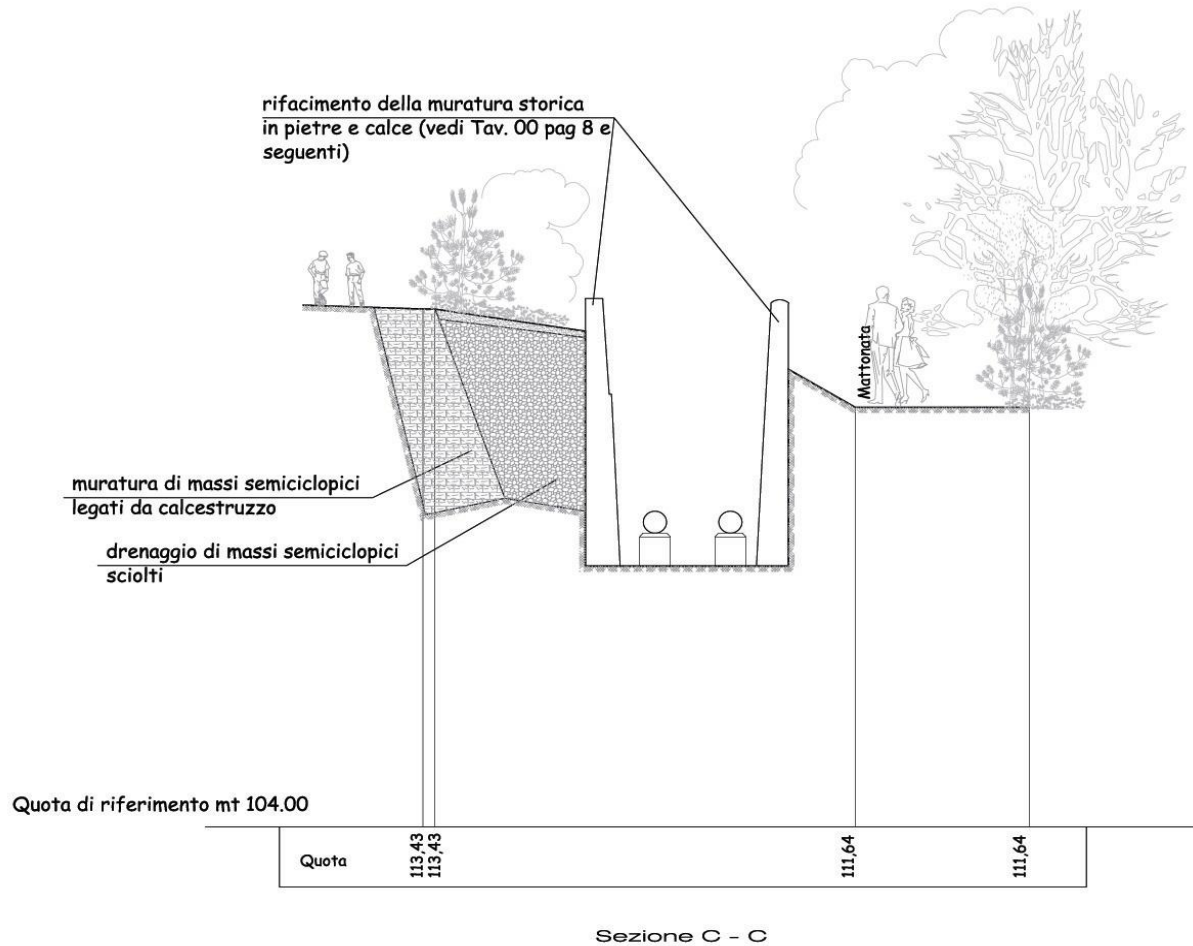 rifacimento della muratura storica
in pietre e calce (vedi Tav. 00 pag 8 e
seguenti)
Mattonata
muratura di massi semiciclopici
legati da calcestruzzo
drenaggio di massi semiciclopici
sciolti
Quota di riferimento mt 104.00
Quota
113,43
113,43
111,64
111,64
Sezione C - C